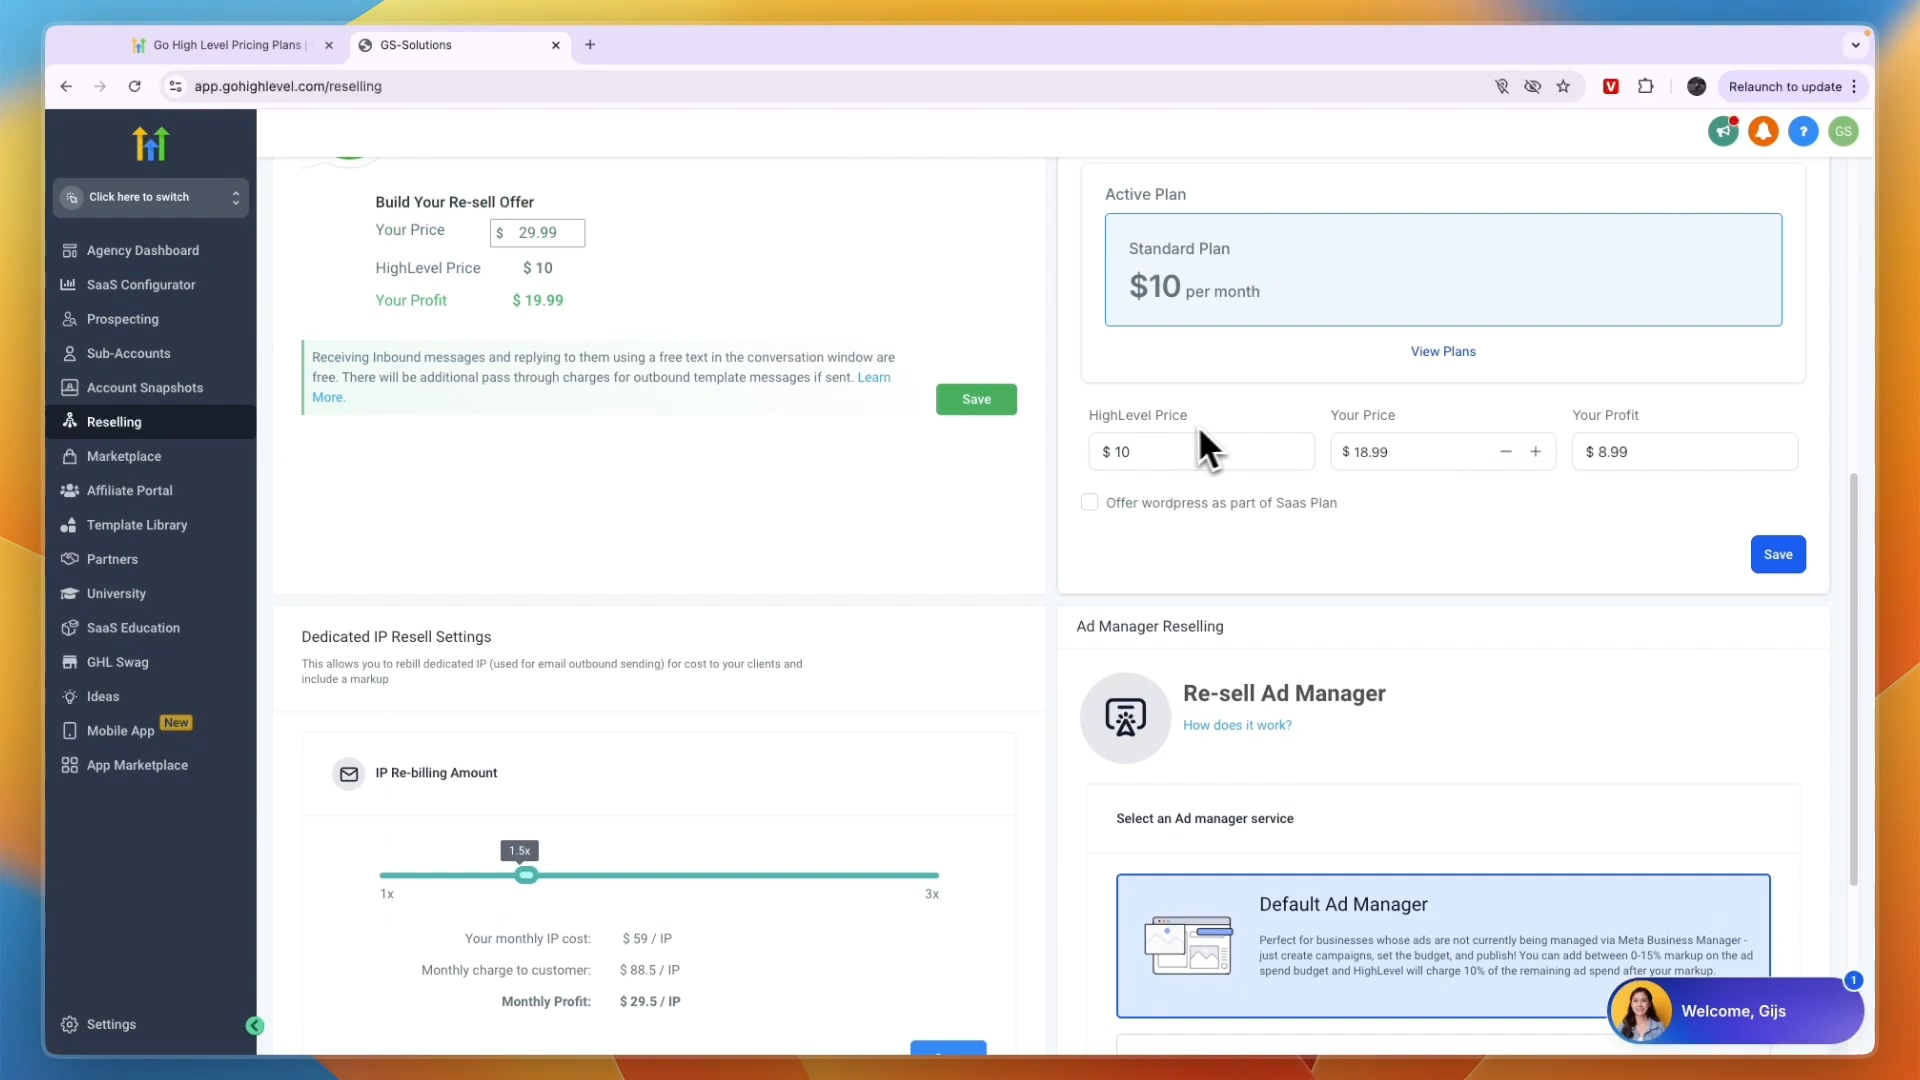 Go High Level Pricing Plans |
GS-Solutions
app.gohighlevel.com/reselling
Relaunch to update
Click here to switch
Agency Dashboard
SaaS Configurator
Prospecting
Sub-Accounts
Account Snapshots
Reselling
Marketplace
Affiliate Portal
Template Library
Partners
University
SaaS Education
GHL Swag
Ideas
Mobile App New
App Marketplace
Settings
GS
Build Your Re-sell Offer
Your Price $ 29.99
HighLevel Price $ 10
Your Profit $ 19.99
Receiving Inbound messages and replying to them using a free text in the conversation window are
free. There will be additional pass through charges for outbound template messages if sent. Learn
More.
Save
Active Plan
Standard Plan
$10 per month
View Plans
HighLevel Price Your Price Your Profit
$ 10 $ 18.99 $ 8.99
Offer wordpress as part of Saas Plan
Save
Dedicated IP Resell Settings
This allows you to rebill dedicated IP (used for email outbound sending) for cost to your clients and
include a markup
IP Re-billing Amount
1.5x
1x 3x
Your monthly IP cost: $ 59 / IP
Monthly charge to customer: $ 88.5 / IP
Monthly Profit: $ 29.5 / IP
Ad Manager Reselling
Re-sell Ad Manager
How does it work?
Select an Ad manager service
Default Ad Manager
Perfect for businesses whose ads are not currently being managed via Meta Business Manager -
just create campaigns, set the budget, and publish! You can add between 0-15% markup on the ad
spend budget and HighLevel will charge 10% of the remaining ad spend after your markup.
1
Welcome, Gijs